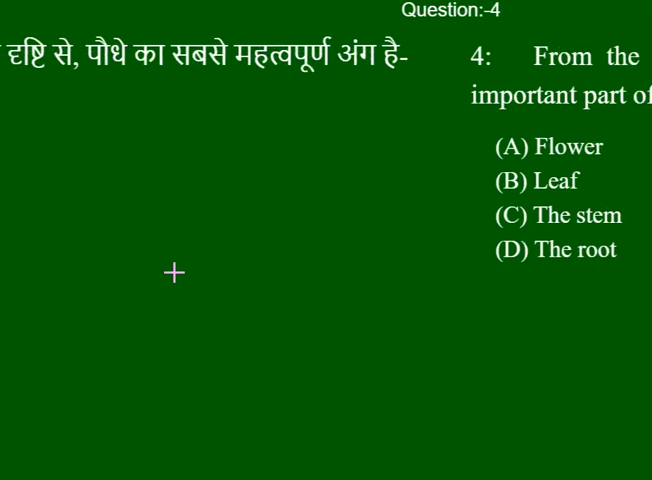 Question:-4
दृष्टि से, पौधे का सबसे महत्वपूर्ण अंग है-
4: From the
important part of
(A) Flower
(B) Leaf
(C) The stem
(D) The root